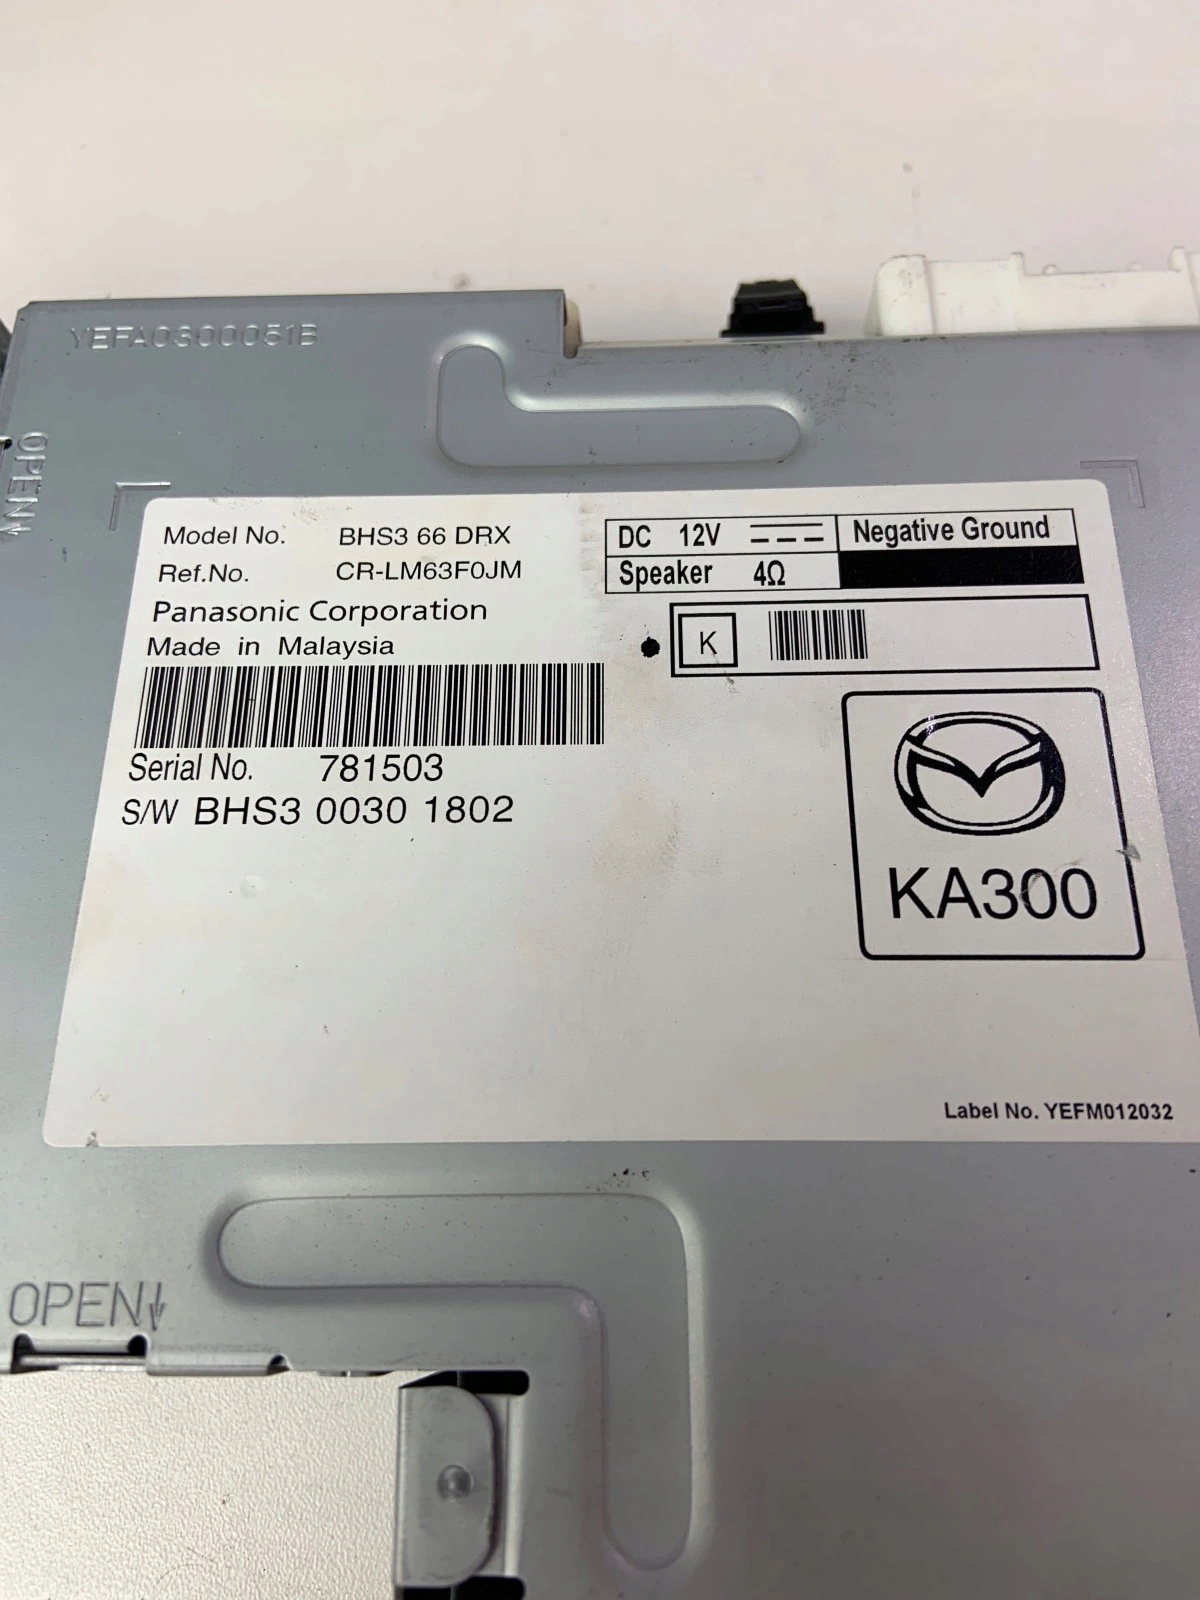 YEFA0300051B
OPEN
Model No. BHS3 66 DRX
Ref.No. CR-LM63F0JM
Panasonic Corporation
Made in Malaysia
Serial No. 781503
S/W BHS3 0030 1802
DC 12V Negative Ground
Speaker 4Ω
K
KA300
Label No. YEFM012032
OPEN